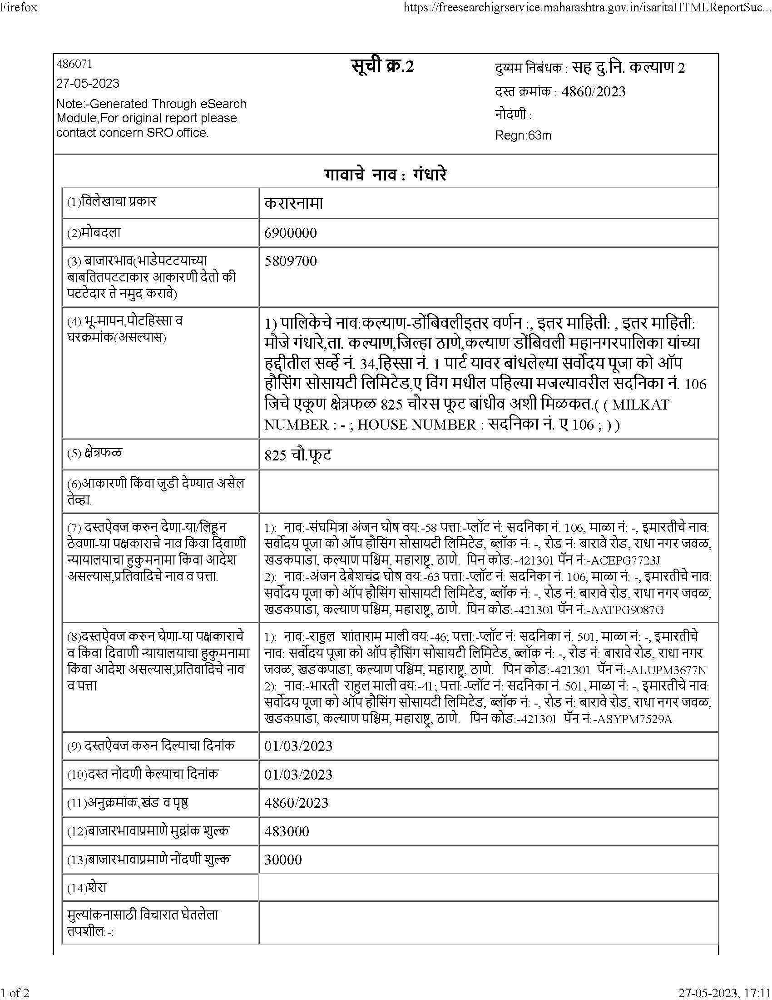 Firefox
https://freesearchigrservice.maharashtra.gov.in/isaritaHTMLReportSuc...
486071
27-05-2023
Note:-Generated Through eSearch
Module,For original report please
contact concern SRO office.
सूची क्र.2
दुय्यम निबंधक : सह दु.नि. कल्याण 2
दस्त क्रमांक : 4860/2023
नोदंणी :
Regn:63m
गावाचे नाव : गंधारे
(1)विलेखाचा प्रकार
करारनामा
(2)मोबदला
6900000
(3) बाजारभाव(भाडेपटटयाच्या
बाबतितपटटाकार आकारणी देतो की
पटटेदार ते नमुद करावे)
5809700
(4) भू-मापन,पोटहिस्सा व
घरक्रमांक(असल्यास)
1) पालिकेचे नाव:कल्याण-डोंबिवलीइतर वर्णन :, इतर माहिती: , इतर माहिती:
मौजे गंधारे,ता. कल्याण,जिल्हा ठाणे,कल्याण डोंबिवली महानगरपालिका यांच्या
हद्दीतील सर्व्हे नं. 34,हिस्सा नं. 1 पार्ट यावर बांधलेल्या सर्वोदय पूजा को ऑप
हौसिंग सोसायटी लिमिटेड,ए विंग मधील पहिल्या मजल्यावरील सदनिका नं. 106
जिचे एकूण क्षेत्रफळ 825 चौरस फूट बांधीव अशी मिळकत.( ( MILKAT
NUMBER : - ; HOUSE NUMBER : सदनिका नं. ए 106 ; ) )
(5) क्षेत्रफळ
825 चौ.फूट
(6)आकारणी किंवा जुडी देण्यात असेल
तेव्हा.
(7) दस्तऐवज करुन देणा-या/लिहून
ठेवणा-या पक्षकाराचे नाव किंवा दिवाणी
न्यायालयाचा हुकुमनामा किंवा आदेश
असल्यास,प्रतिवादिचे नाव व पत्ता.
1): नाव:-संघमित्रा अंजन घोष वय:-58 पत्ता:-प्लॉट नं: सदनिका नं. 106, माळा नं: -, इमारतीचे नाव:
सर्वोदय पूजा को ऑप हौसिंग सोसायटी लिमिटेड, ब्लॉक नं: -, रोड नं: बारावे रोड, राधा नगर जवळ,
खडकपाडा, कल्याण पश्चिम, महाराष्ट्र, ठाणे. पिन कोड:-421301 पॅन नं:-ACEPG7723J
2): नाव:-अंजन देबेशचंद्र घोष वय:-63 पत्ता:-प्लॉट नं: सदनिका नं. 106, माळा नं: -, इमारतीचे नाव:
सर्वोदय पूजा को ऑप हौसिंग सोसायटी लिमिटेड, ब्लॉक नं: -, रोड नं: बारावे रोड, राधा नगर जवळ,
खडकपाडा, कल्याण पश्चिम, महाराष्ट्र, ठाणे. पिन कोड:-421301 पॅन नं:-AATPG9087G
(8)दस्तऐवज करुन घेणा-या पक्षकाराचे
व किंवा दिवाणी न्यायालयाचा हुकुमनामा
किंवा आदेश असल्यास,प्रतिवादिचे नाव
व पत्ता
1): नाव:-राहुल शांताराम माली वय:-46; पत्ता:-प्लॉट नं: सदनिका नं. 501, माळा नं: -, इमारतीचे
नाव: सर्वोदय पूजा को ऑप हौसिंग सोसायटी लिमिटेड, ब्लॉक नं: -, रोड नं: बारावे रोड, राधा नगर
जवळ, खडकपाडा, कल्याण पश्चिम, महाराष्ट्र, ठाणे. पिन कोड:-421301 पॅन नं:-ALUPM3677N
2): नाव:-भारती राहुल माली वय:-41; पत्ता:-प्लॉट नं: सदनिका नं. 501, माळा नं: -, इमारतीचे नाव:
सर्वोदय पूजा को ऑप हौसिंग सोसायटी लिमिटेड, ब्लॉक नं: -, रोड नं: बारावे रोड, राधा नगर जवळ,
खडकपाडा, कल्याण पश्चिम, महाराष्ट्र, ठाणे. पिन कोड:-421301 पॅन नं:-ASYPM7529A
(9) दस्तऐवज करुन दिल्याचा दिनांक
01/03/2023
(10)दस्त नोंदणी केल्याचा दिनांक
01/03/2023
(11)अनुक्रमांक,खंड व पृष्ठ
4860/2023
(12)बाजारभावाप्रमाणे मुद्रांक शुल्क
483000
(13)बाजारभावाप्रमाणे नोंदणी शुल्क
30000
(14)शेरा
मुल्यांकनासाठी विचारात घेतलेला
तपशील:-:
1 of 2
27-05-2023, 17:11